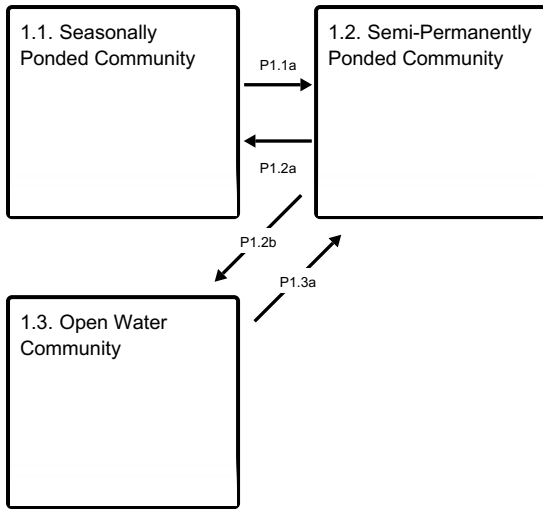 1.1. Seasonally
Ponded Community
1.2. Semi-Permanently
Ponded Community
P1.1a
P1.2a
P1.2b
P1.3a
1.3. Open Water
Community